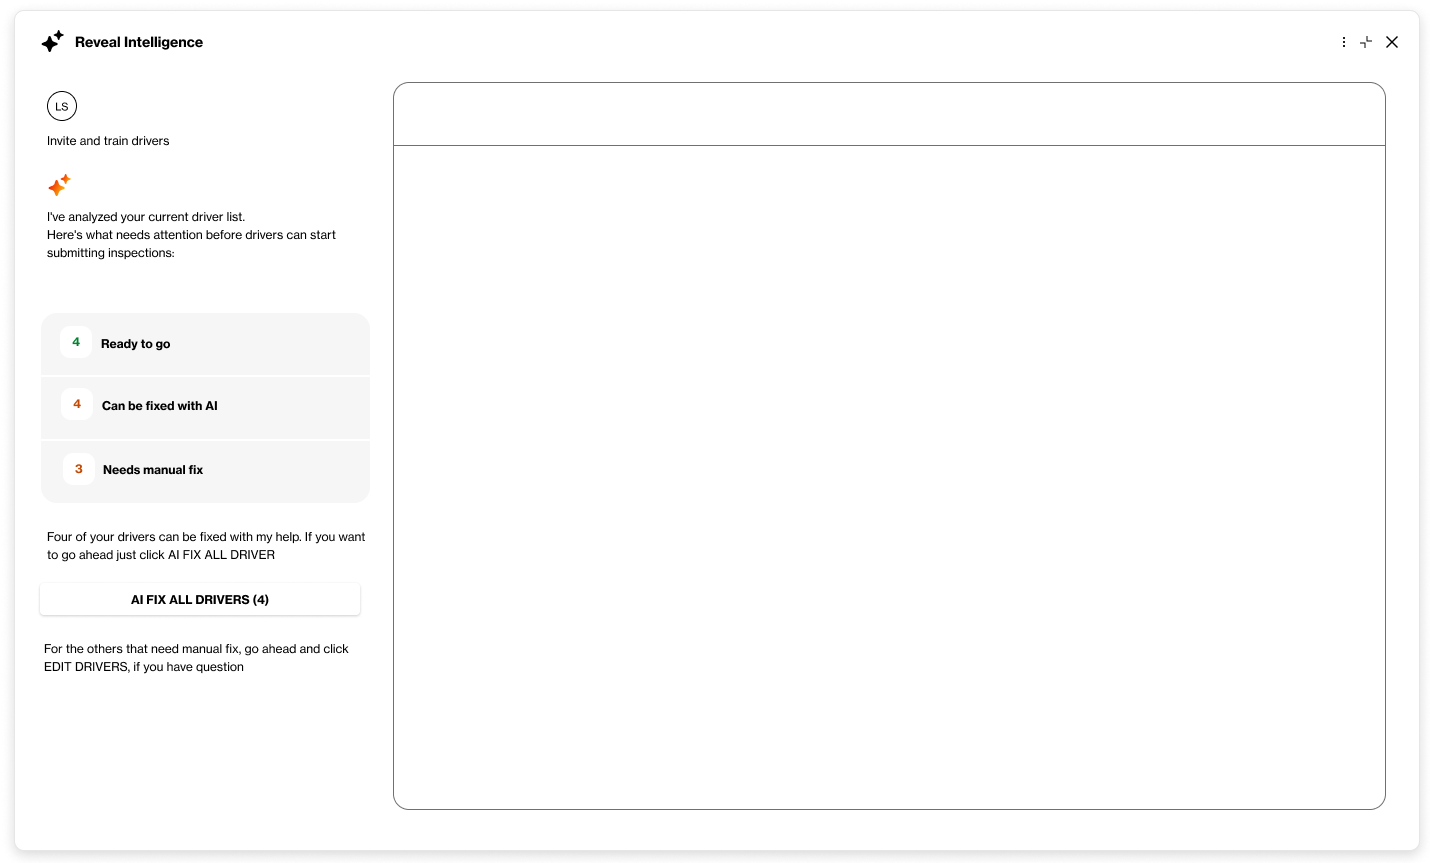 Reveal Intelligence
LS
Invite and train drivers
I've analyzed your current driver list.
Here's what needs attention before drivers can start
submitting inspections:
4 Ready to go
4 Can be fixed with AI
3 Needs manual fix
Four of your drivers can be fixed with my help. If you want
to go ahead just click AI FIX ALL DRIVER
AI FIX ALL DRIVERS (4)
For the others that need manual fix, go ahead and click
EDIT DRIVERS, if you have question